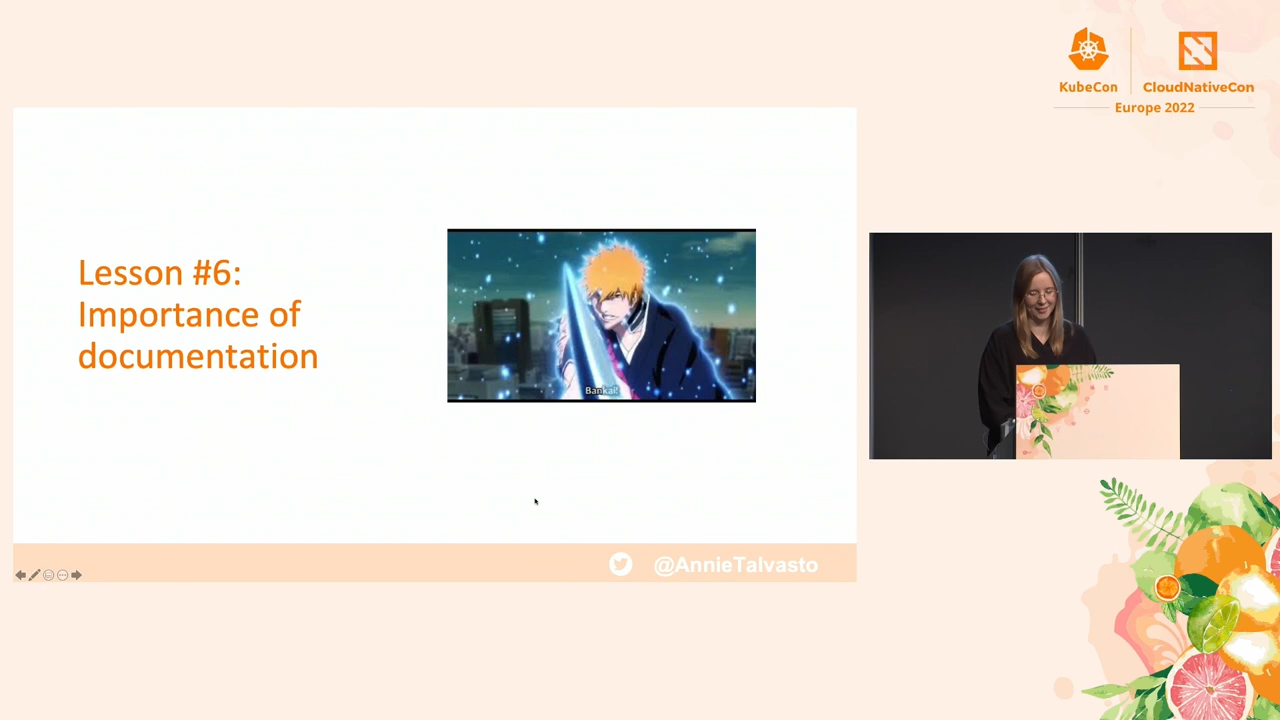 KubeCon
CloudNativeCon
Europe 2022
Lesson #6:
Importance of
documentation
Bankai!
@AnnieTalvasto